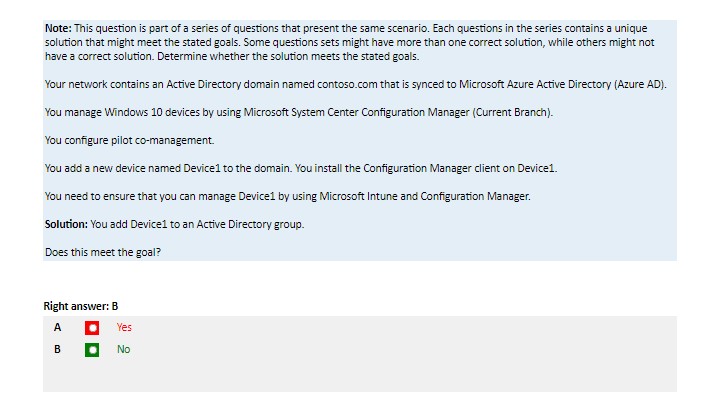 Note: This question is part of a series of questions that present the same scenario. Each questions in the series contains a unique
solution that might meet the stated goals. Some questions sets might have more than one correct solution, while others might not
have a correct solution. Determine whether the solution meets the stated goals.
Your network contains an Active Directory domain named contoso.com that is synced to Microsoft Azure Active Directory (Azure AD).
You manage Windows 10 devices by using Microsoft System Center Configuration Manager (Current Branch).
You configure pilot co-management.
You add a new device named Device1 to the domain. You install the Configuration Manager client on Device1.
You need to ensure that you can manage Device1 by using Microsoft Intune and Configuration Manager.
Solution: You add Device1 to an Active Directory group.
Does this meet the goal?
Right answer: B
A Yes
B No